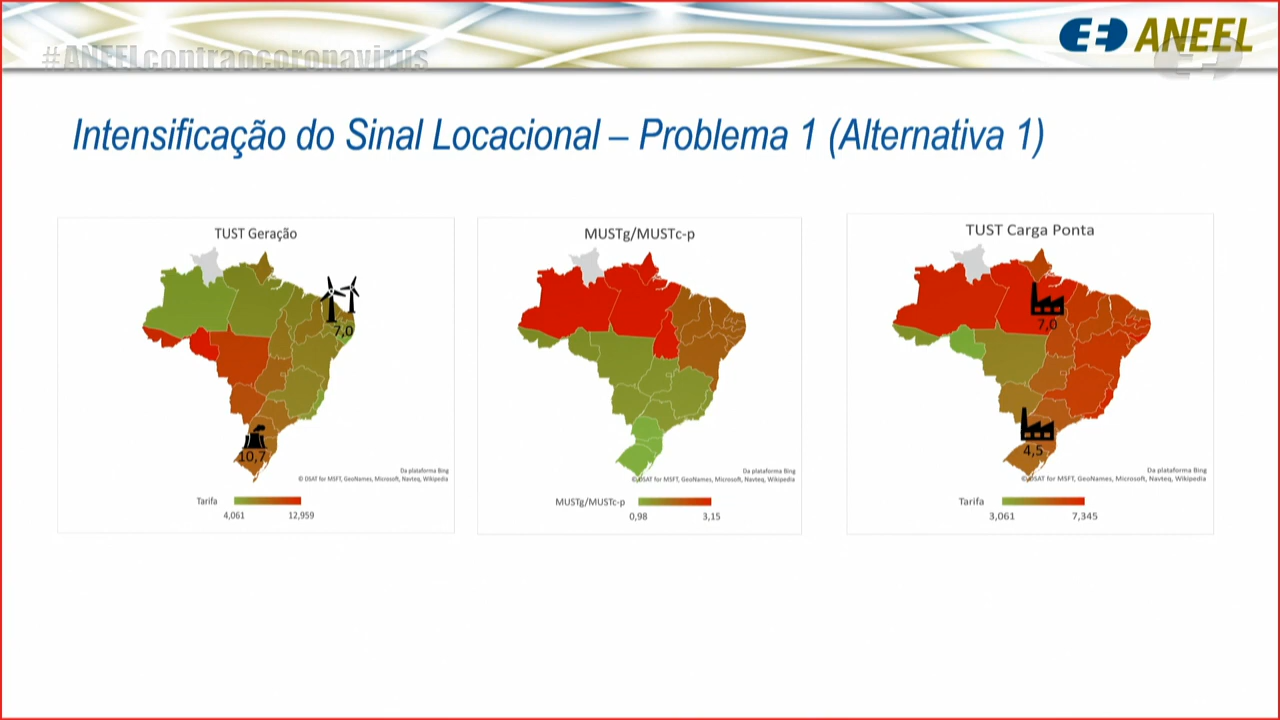 #ANEELcontraocoronavirus
ANEEL
Intensificação do Sinal Locacional – Problema 1 (Alternativa 1)
TUST Geração
7,0
10,7
Da plataforma Bing
© DSAT for MSFT, GeoNames, Microsoft, Navteq, Wikipedia
Tarifa
4,061
12,959
MUSTg/MUSTc-p
Da plataforma Bing
© DSAT for MSFT, GeoNames, Microsoft, Navteq, Wikipedia
MUSTg/MUSTc-p
0,98
3,15
TUST Carga Ponta
7,0
4,5
Da plataforma Bing
© DSAT for MSFT, GeoNames, Microsoft, Navteq, Wikipedia
Tarifa
3,061
7,345